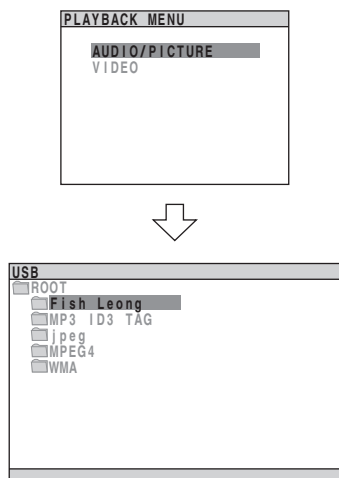 PLAYBACK MENU
AUDIO/PICTURE
VIDEO
USB
ROOT
Fish Leong
MP3 ID3 TAG
jpeg
MPEG4
WMA